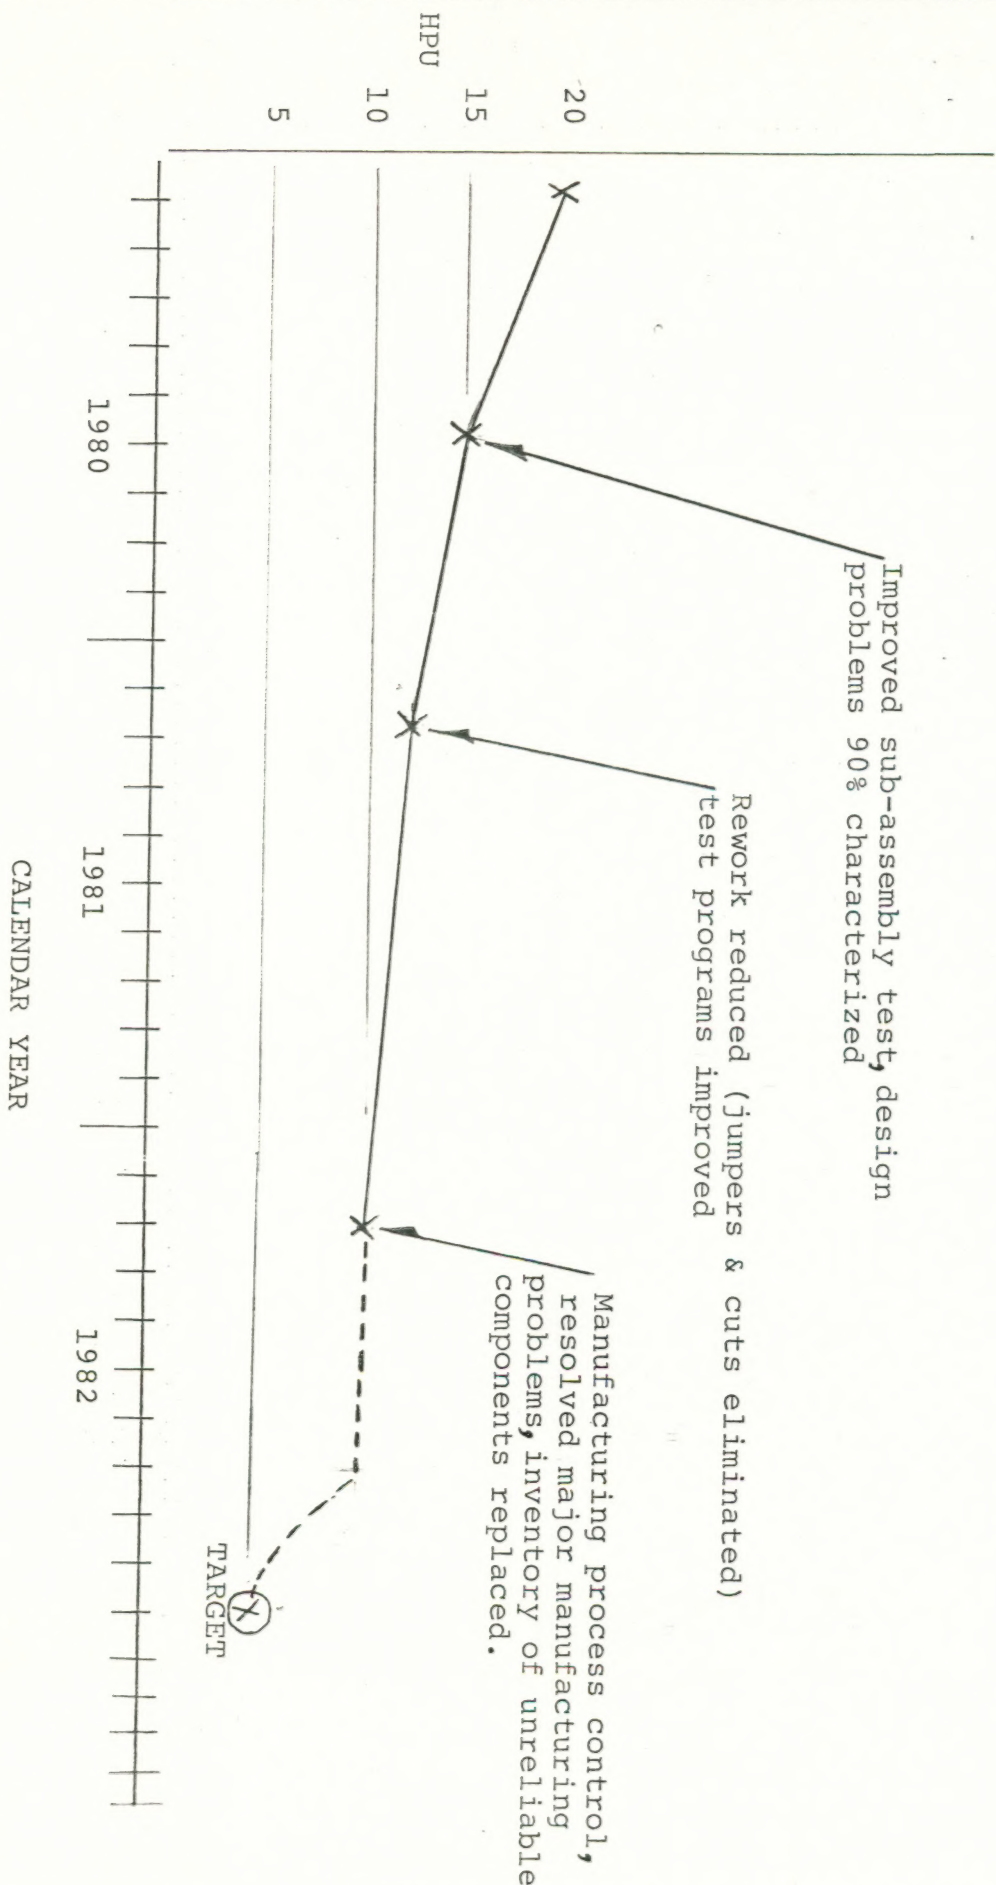 Improved sub-assembly test, design
problems 90% characterized
Rework reduced (jumpers & cuts eliminated)
test programs improved
Manufacturing process control,
resolved major manufacturing
problems, inventory of unreliable
components replaced.
HPU
20
15
10
5
TARGET
1980
1981
1982
CALENDAR YEAR